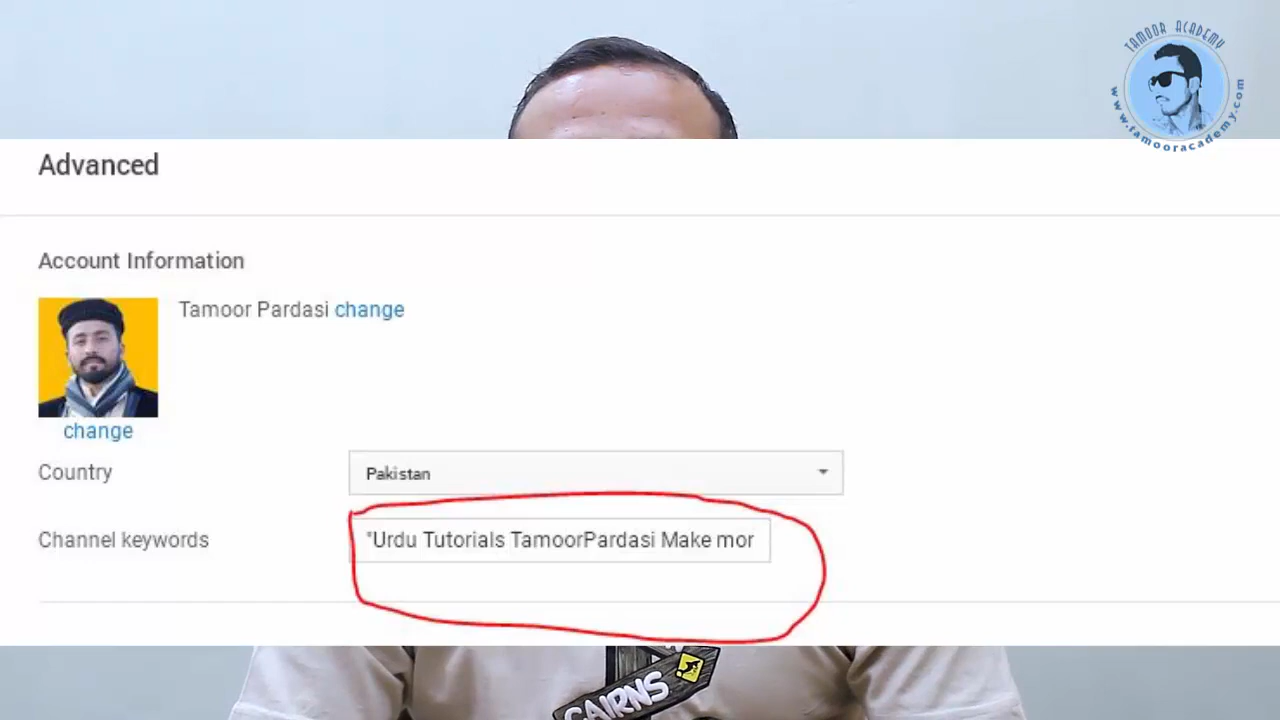 TAMOOR ACADEMY
www.tamooracademy.com
Advanced
Account Information
Tamoor Pardasi change
change
Country
Pakistan
Channel keywords
"Urdu Tutorials TamoorPardasi Make mor
CAIRNS